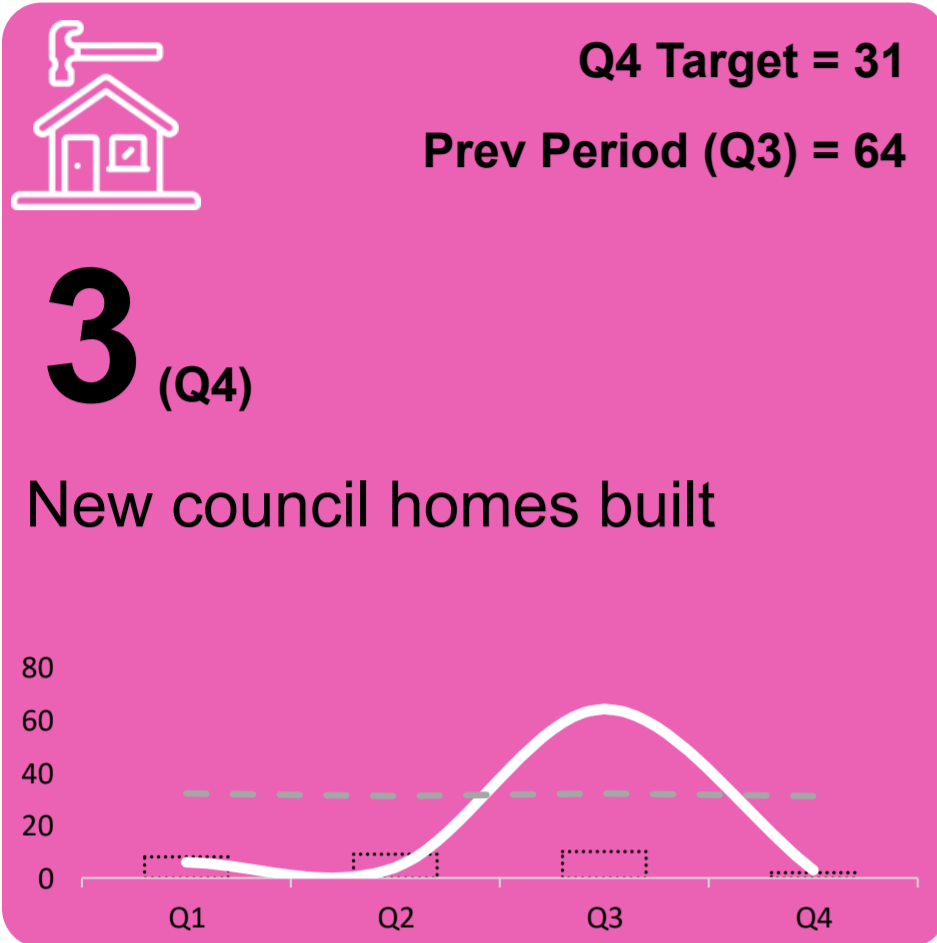 Q4 Target = 31
Prev Period (Q3) = 64
3 (Q4)
New council homes built
80
60
40
20
0
Q1 Q2 Q3 Q4